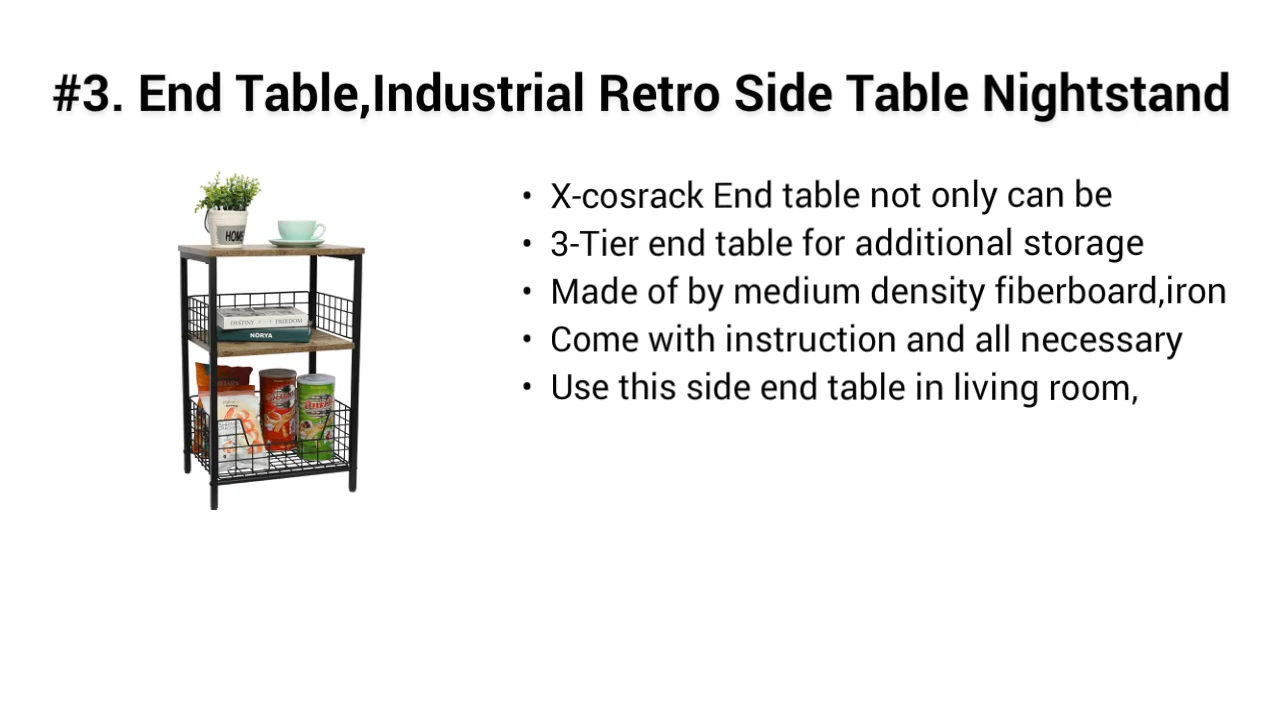 #3. End Table,Industrial Retro Side Table Nightstand
• X-cosrack End table not only can be
• 3-Tier end table for additional storage
• Made of by medium density fiberboard,iron
• Come with instruction and all necessary
• Use this side end table in living room,
HOME
DESTINY FREEDOM
NORYA